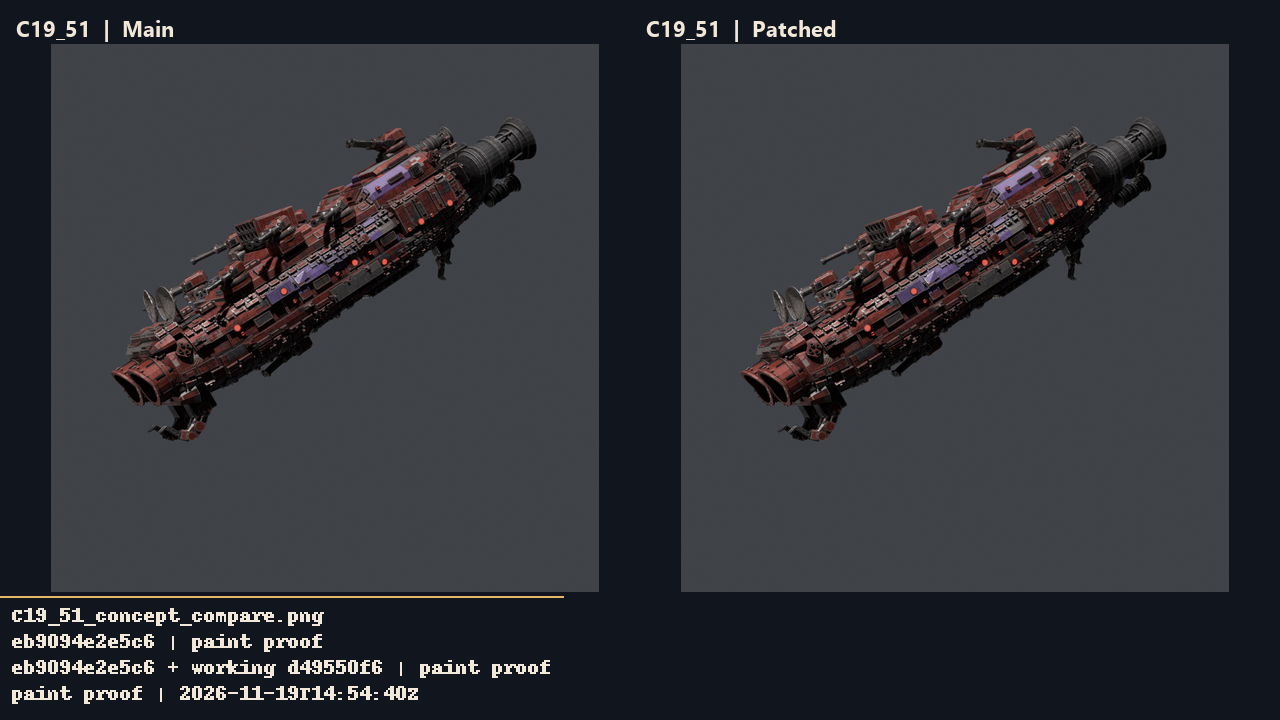 C19_51 | Main
C19_51 | Patched
C19_51_concept_compare.png
eb9094e2e5c6 | paint proof
eb9094e2e5c6 + working d49550f6 | paint proof
paint proof | 2026-11-19T14:54:40Z